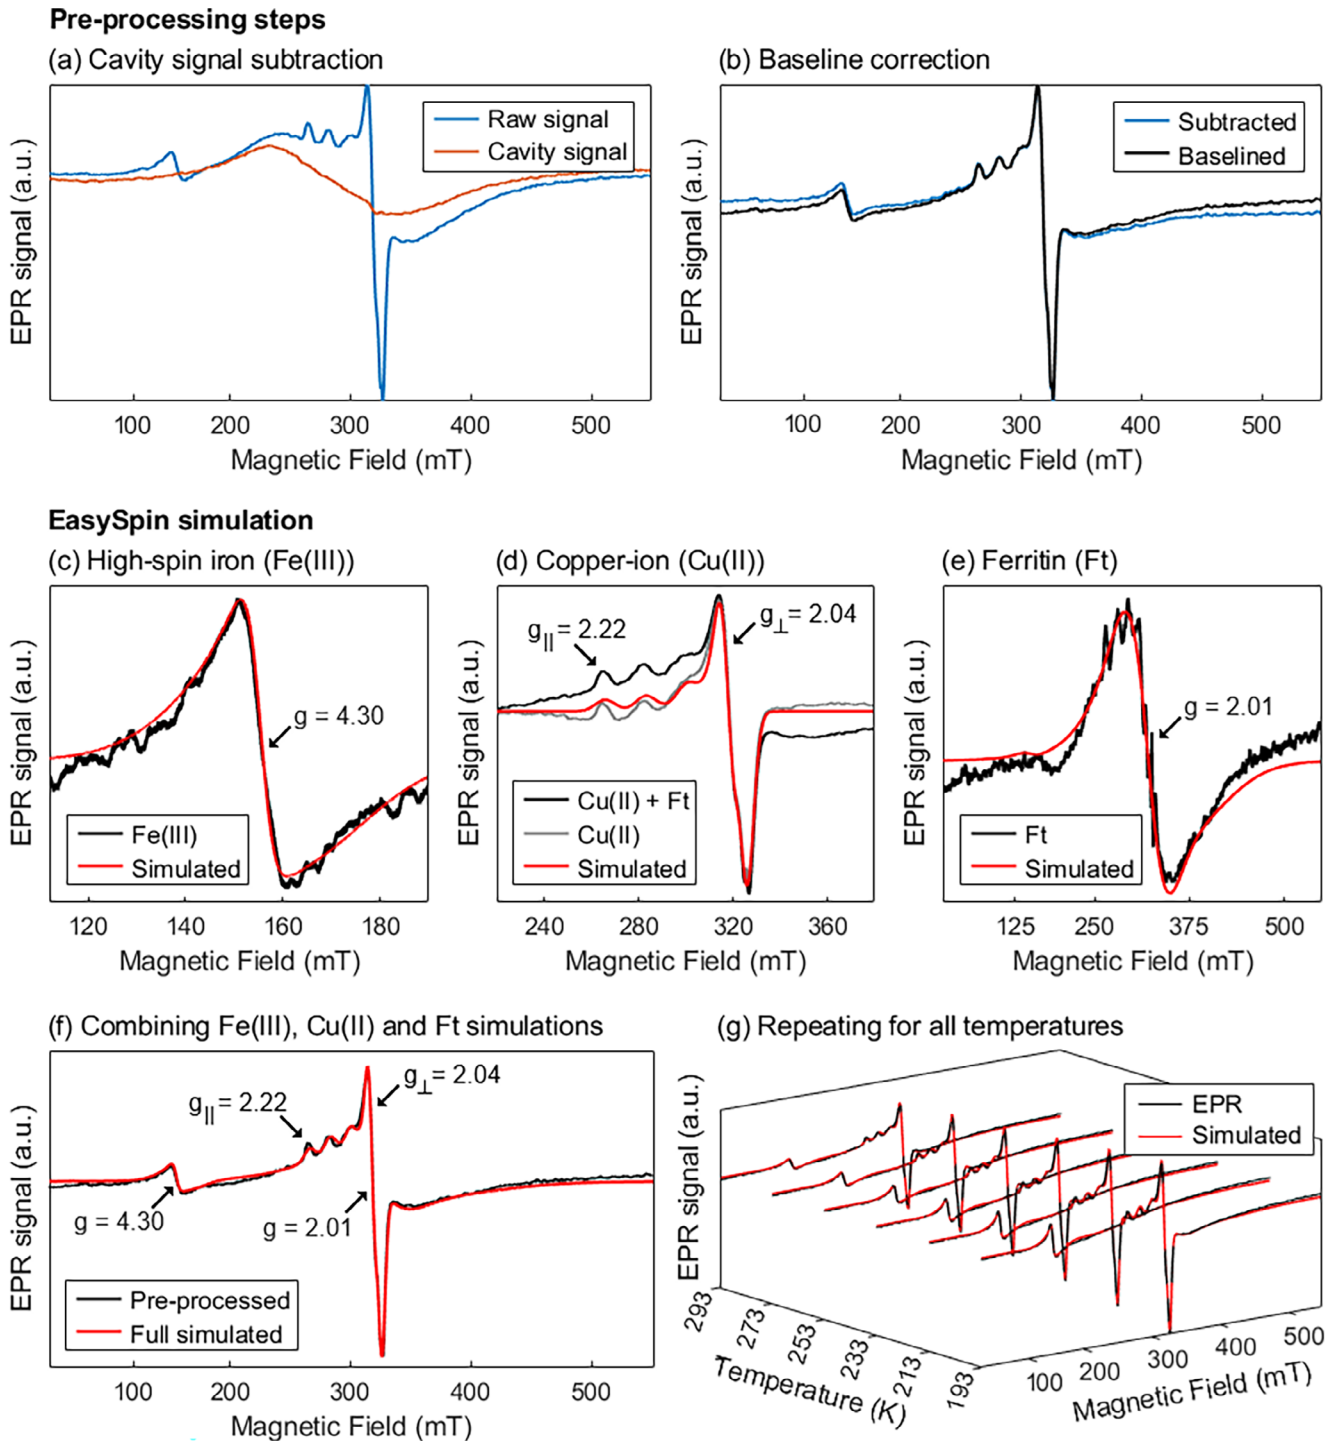 Pre-processing steps
(a) Cavity signal subtraction
EPR signal (a.u.)
Raw signal
Cavity signal
100 200 300 400 500
Magnetic Field (mT)
(b) Baseline correction
EPR signal (a.u.)
Subtracted
Baselined
100 200 300 400 500
Magnetic Field (mT)
EasySpin simulation
(c) High-spin iron (Fe(III))
EPR signal (a.u.)
g = 4.30
Fe(III)
Simulated
120 140 160 180
Magnetic Field (mT)
(d) Copper-ion (Cu(II))
EPR signal (a.u.)
g|| = 2.22
g⊥ = 2.04
Cu(II) + Ft
Cu(II)
Simulated
240 280 320 360
Magnetic Field (mT)
(e) Ferritin (Ft)
EPR signal (a.u.)
g = 2.01
Ft
Simulated
125 250 375 500
Magnetic Field (mT)
(f) Combining Fe(III), Cu(II) and Ft simulations
EPR signal (a.u.)
g⊥ = 2.04
g|| = 2.22
g = 4.30
g = 2.01
Pre-processed
Full simulated
100 200 300 400 500
Magnetic Field (mT)
(g) Repeating for all temperatures
EPR signal (a.u.)
EPR
Simulated
293 273 253 233 213 193
Temperature (K)
100 200 300 400 500
Magnetic Field (mT)